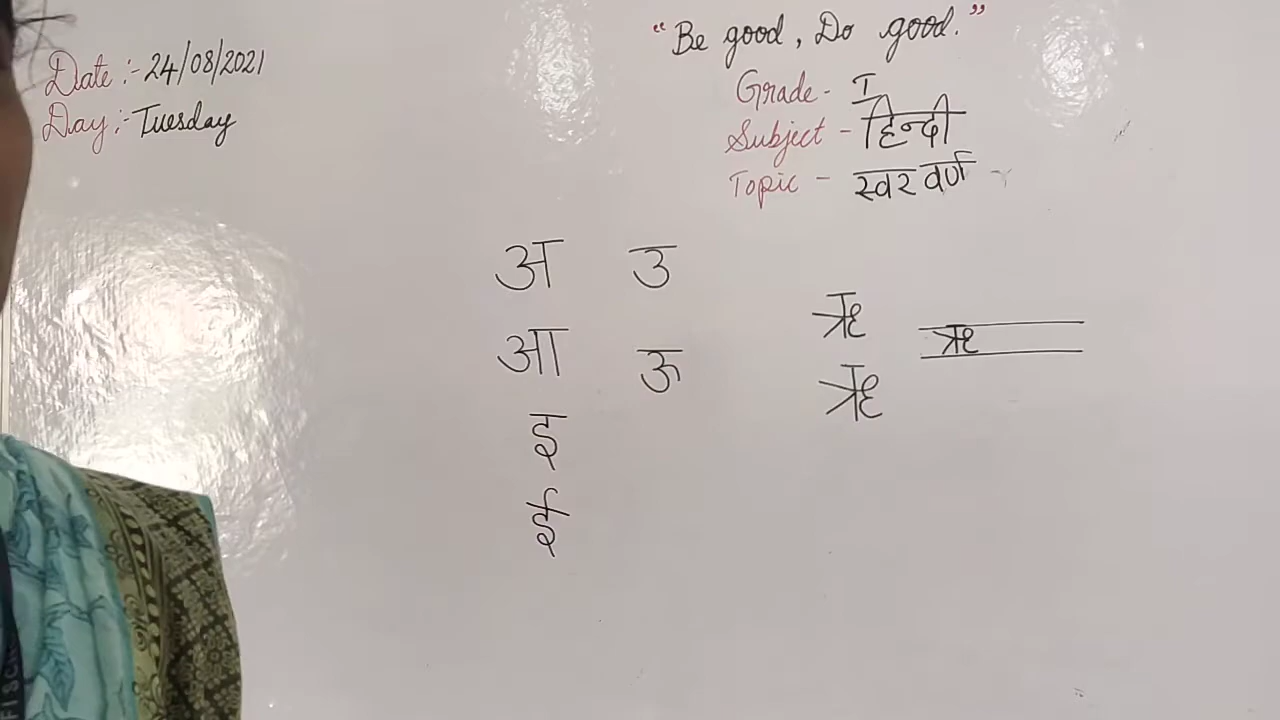 “Be good, Do good.”
Date :- 24/08/2021
Day :- Tuesday
Grade - I
Subject - हिन्दी
Topic - स्वर वर्ण
अ उ
आ ऊ
इ
ई
ऋ
ऋ
ऋ